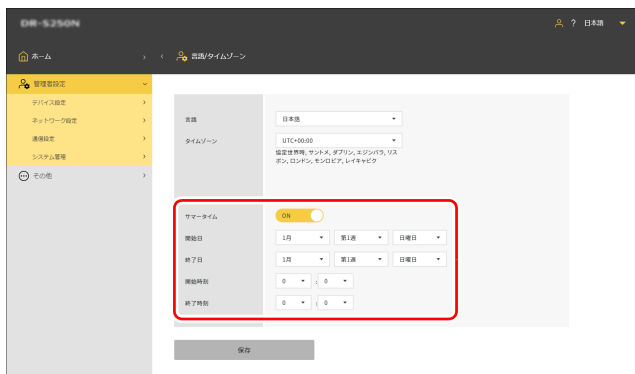 DR-S250N
? 日本語
ホーム
言語/タイムゾーン
管理者設定
デバイス設定
ネットワーク設定
通信設定
システム管理
その他
言語 日本語
タイムゾーン UTC+00:00
協定世界時, サントメ, ダブリン, エジンバラ, リス
ボン, ロンドン, モンロビア, レイキャビク
サマータイム ON
開始日 1月 第1週 日曜日
終了日 1月 第1週 日曜日
開始時刻 0 : 0
終了時刻 0 : 0
保存